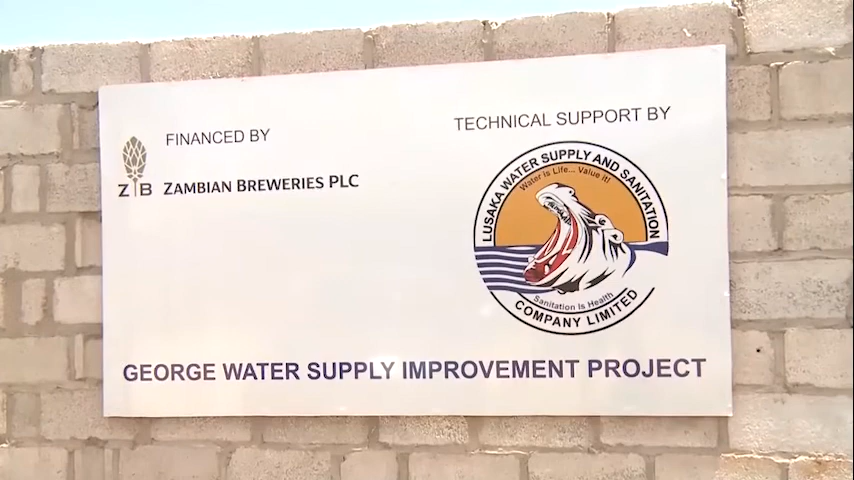 FINANCED BY
ZB
ZAMBIAN BREWERIES PLC
TECHNICAL SUPPORT BY
LUSAKA WATER SUPPLY AND SANITATION
Water is Life... Value it!
Sanitation is Health
COMPANY LIMITED
GEORGE WATER SUPPLY IMPROVEMENT PROJECT